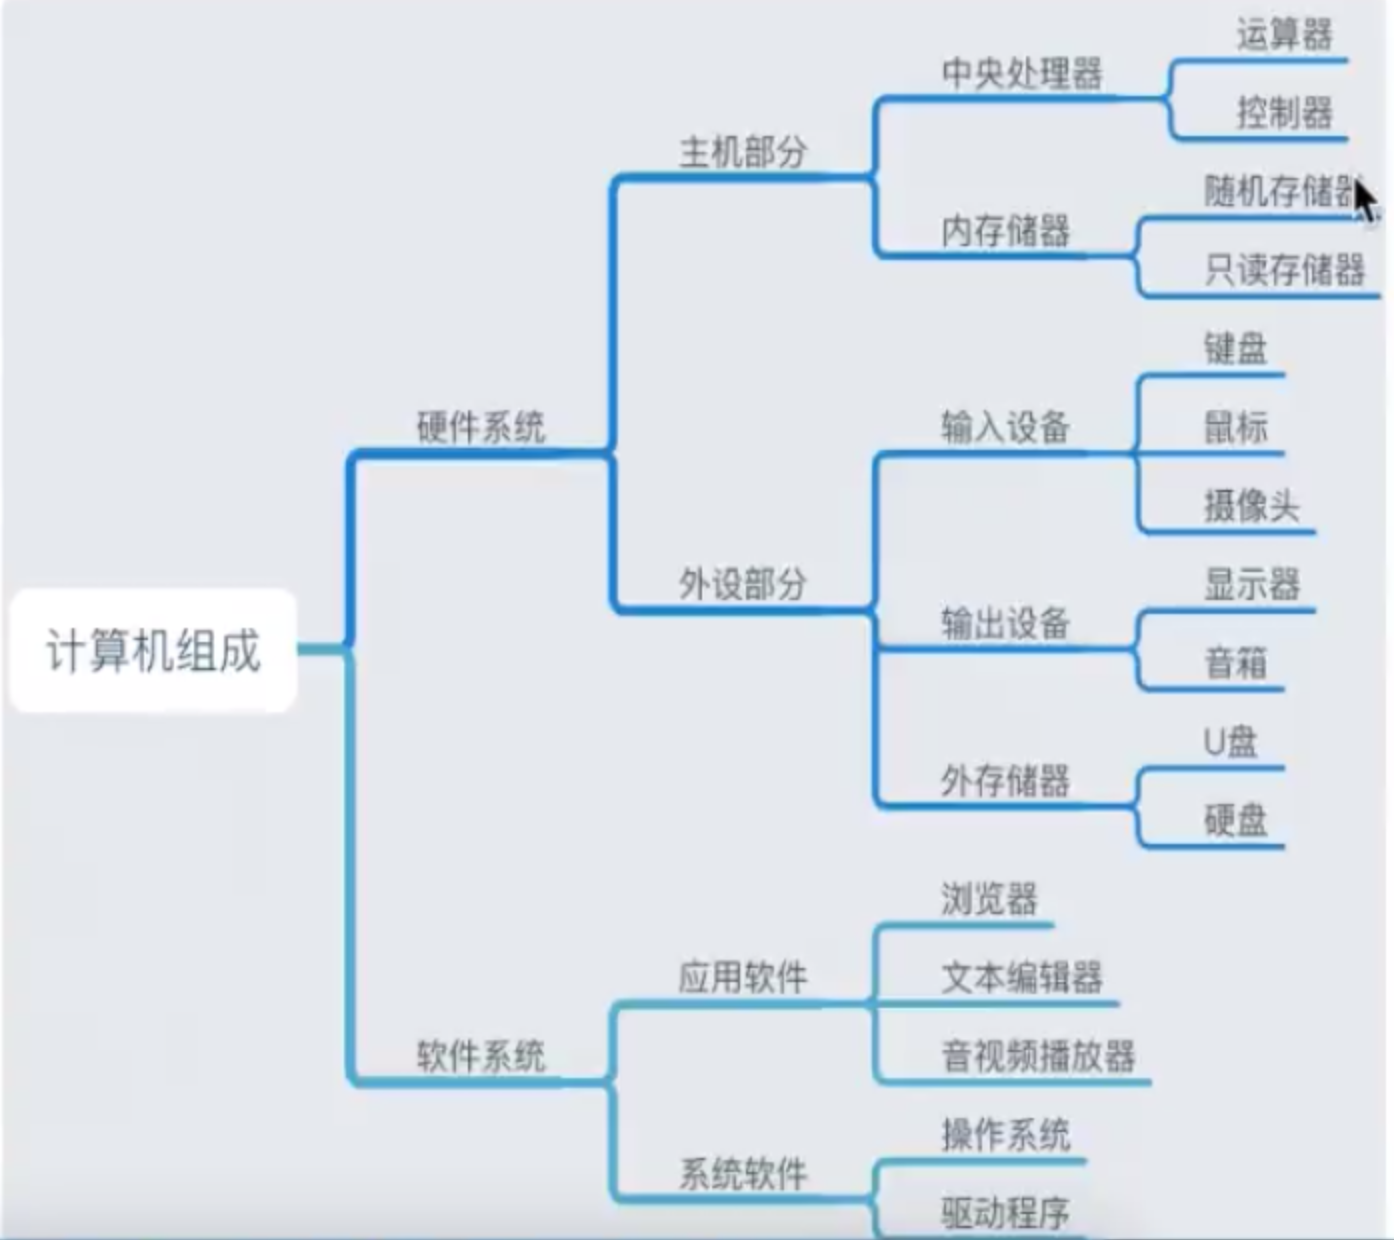 运算器
中央处理器
控制器
主机部分
随机存储器
内存储器
只读存储器
键盘
硬件系统
输入设备
鼠标
摄像头
外设部分
显示器
输出设备
计算机组成
音箱
U盘
外存储器
硬盘
浏览器
应用软件
文本编辑器
软件系统
音视频播放器
操作系统
系统软件
驱动程序